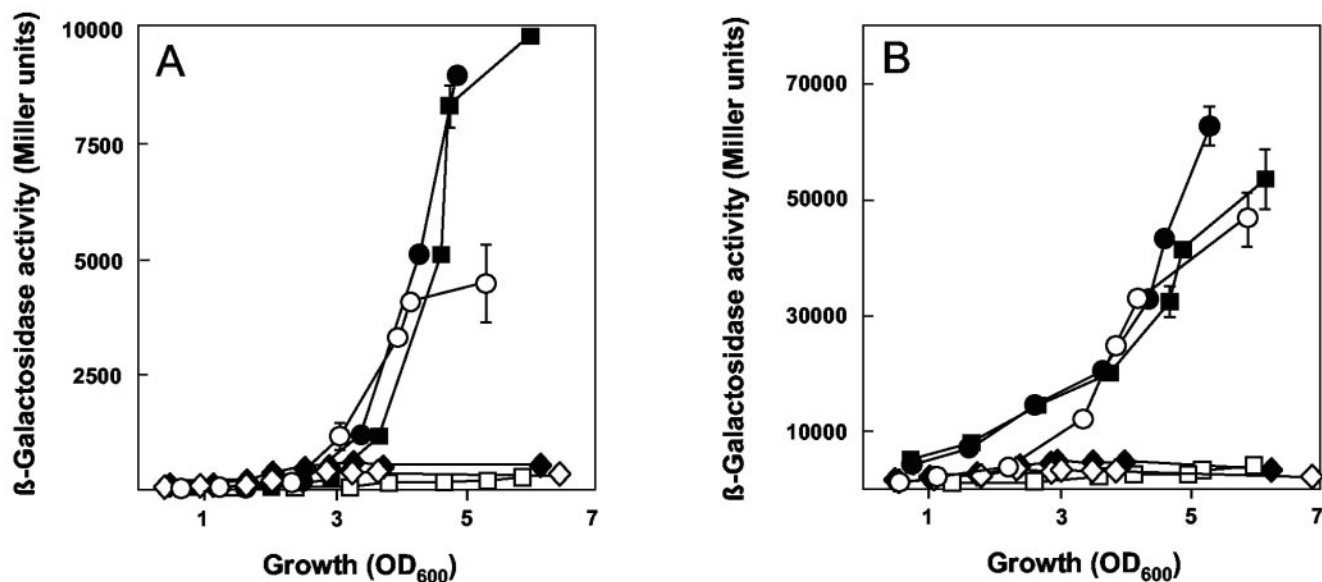 A
ß-Galactosidase activity (Miller units)
10000
7500
5000
2500
1
3
5
7
Growth (OD600)
B
ß-Galactosidase activity (Miller units)
70000
50000
30000
10000
1
3
5
7
Growth (OD600)